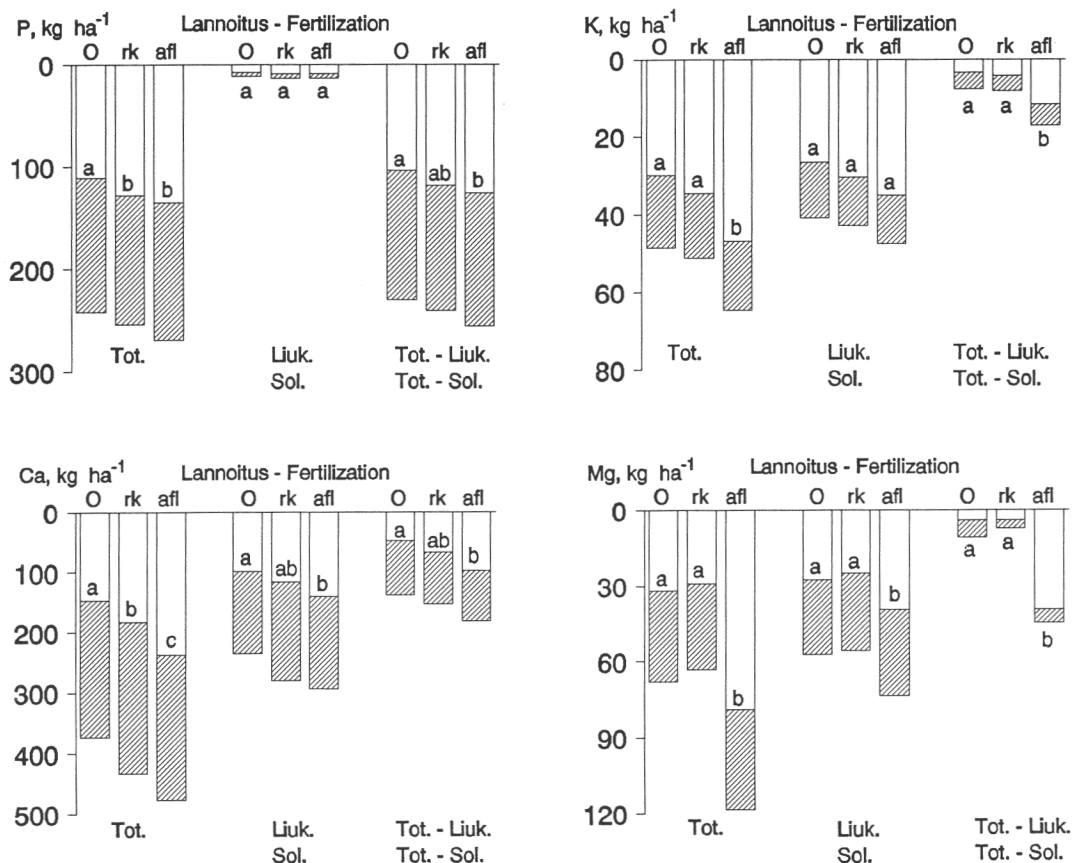 P, kg ha-1 Lannoitus - Fertilization
O rk afl O rk afl O rk afl
0
a a a
100
a b b a ab b
200
300
Tot. Liuk. Tot. - Liuk.
Sol. Tot. - Sol.
K, kg ha-1 Lannoitus - Fertilization
O rk afl O rk afl O rk afl
0
a a b
20
a a b a a a
40
60
80
Tot. Liuk. Tot. - Liuk.
Sol. Tot. - Sol.
Ca, kg ha-1 Lannoitus - Fertilization
O rk afl O rk afl O rk afl
0
a ab b
100
a ab b
a b c
200
300
400
500
Tot. Liuk. Tot. - Liuk.
Sol. Tot. - Sol.
Mg, kg ha-1 Lannoitus - Fertilization
O rk afl O rk afl O rk afl
0
a a b
30
a a b a a b
60
90
120
Tot. Liuk. Tot. - Liuk.
Sol. Tot. - Sol.